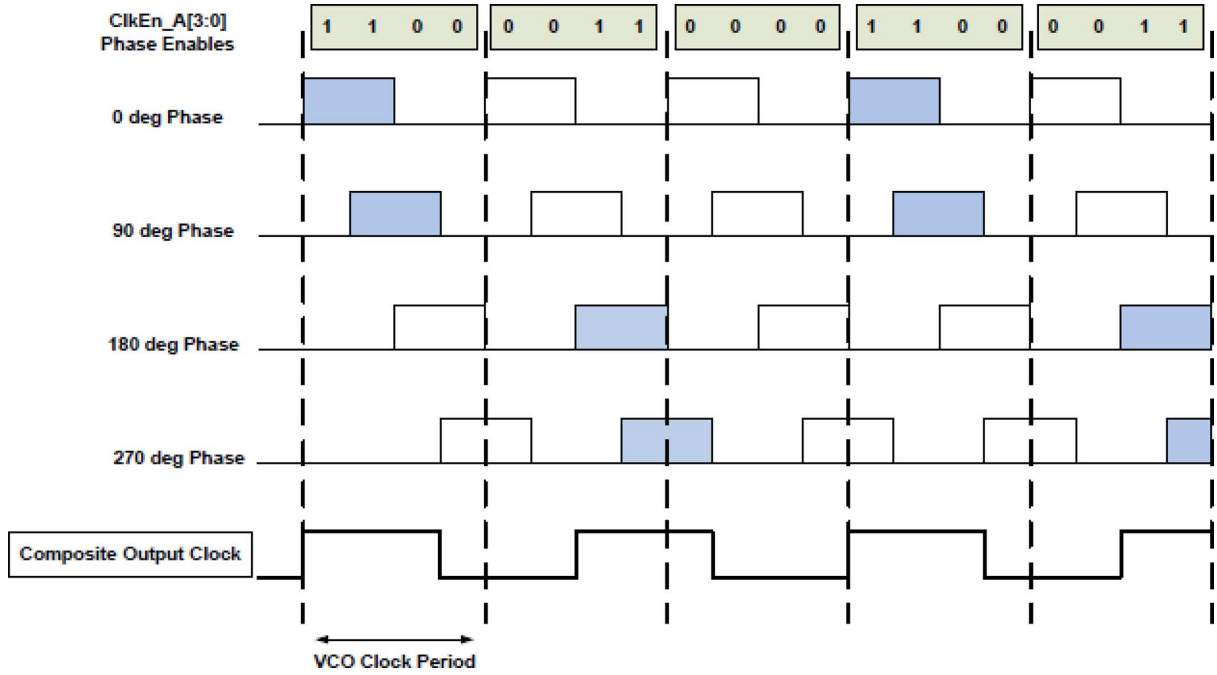 ClkEn_A[3:0]
Phase Enables
1 1 0 0
0 0 1 1
0 0 0 0
1 1 0 0
0 0 1 1
0 deg Phase
90 deg Phase
180 deg Phase
270 deg Phase
Composite Output Clock
VCO Clock Period